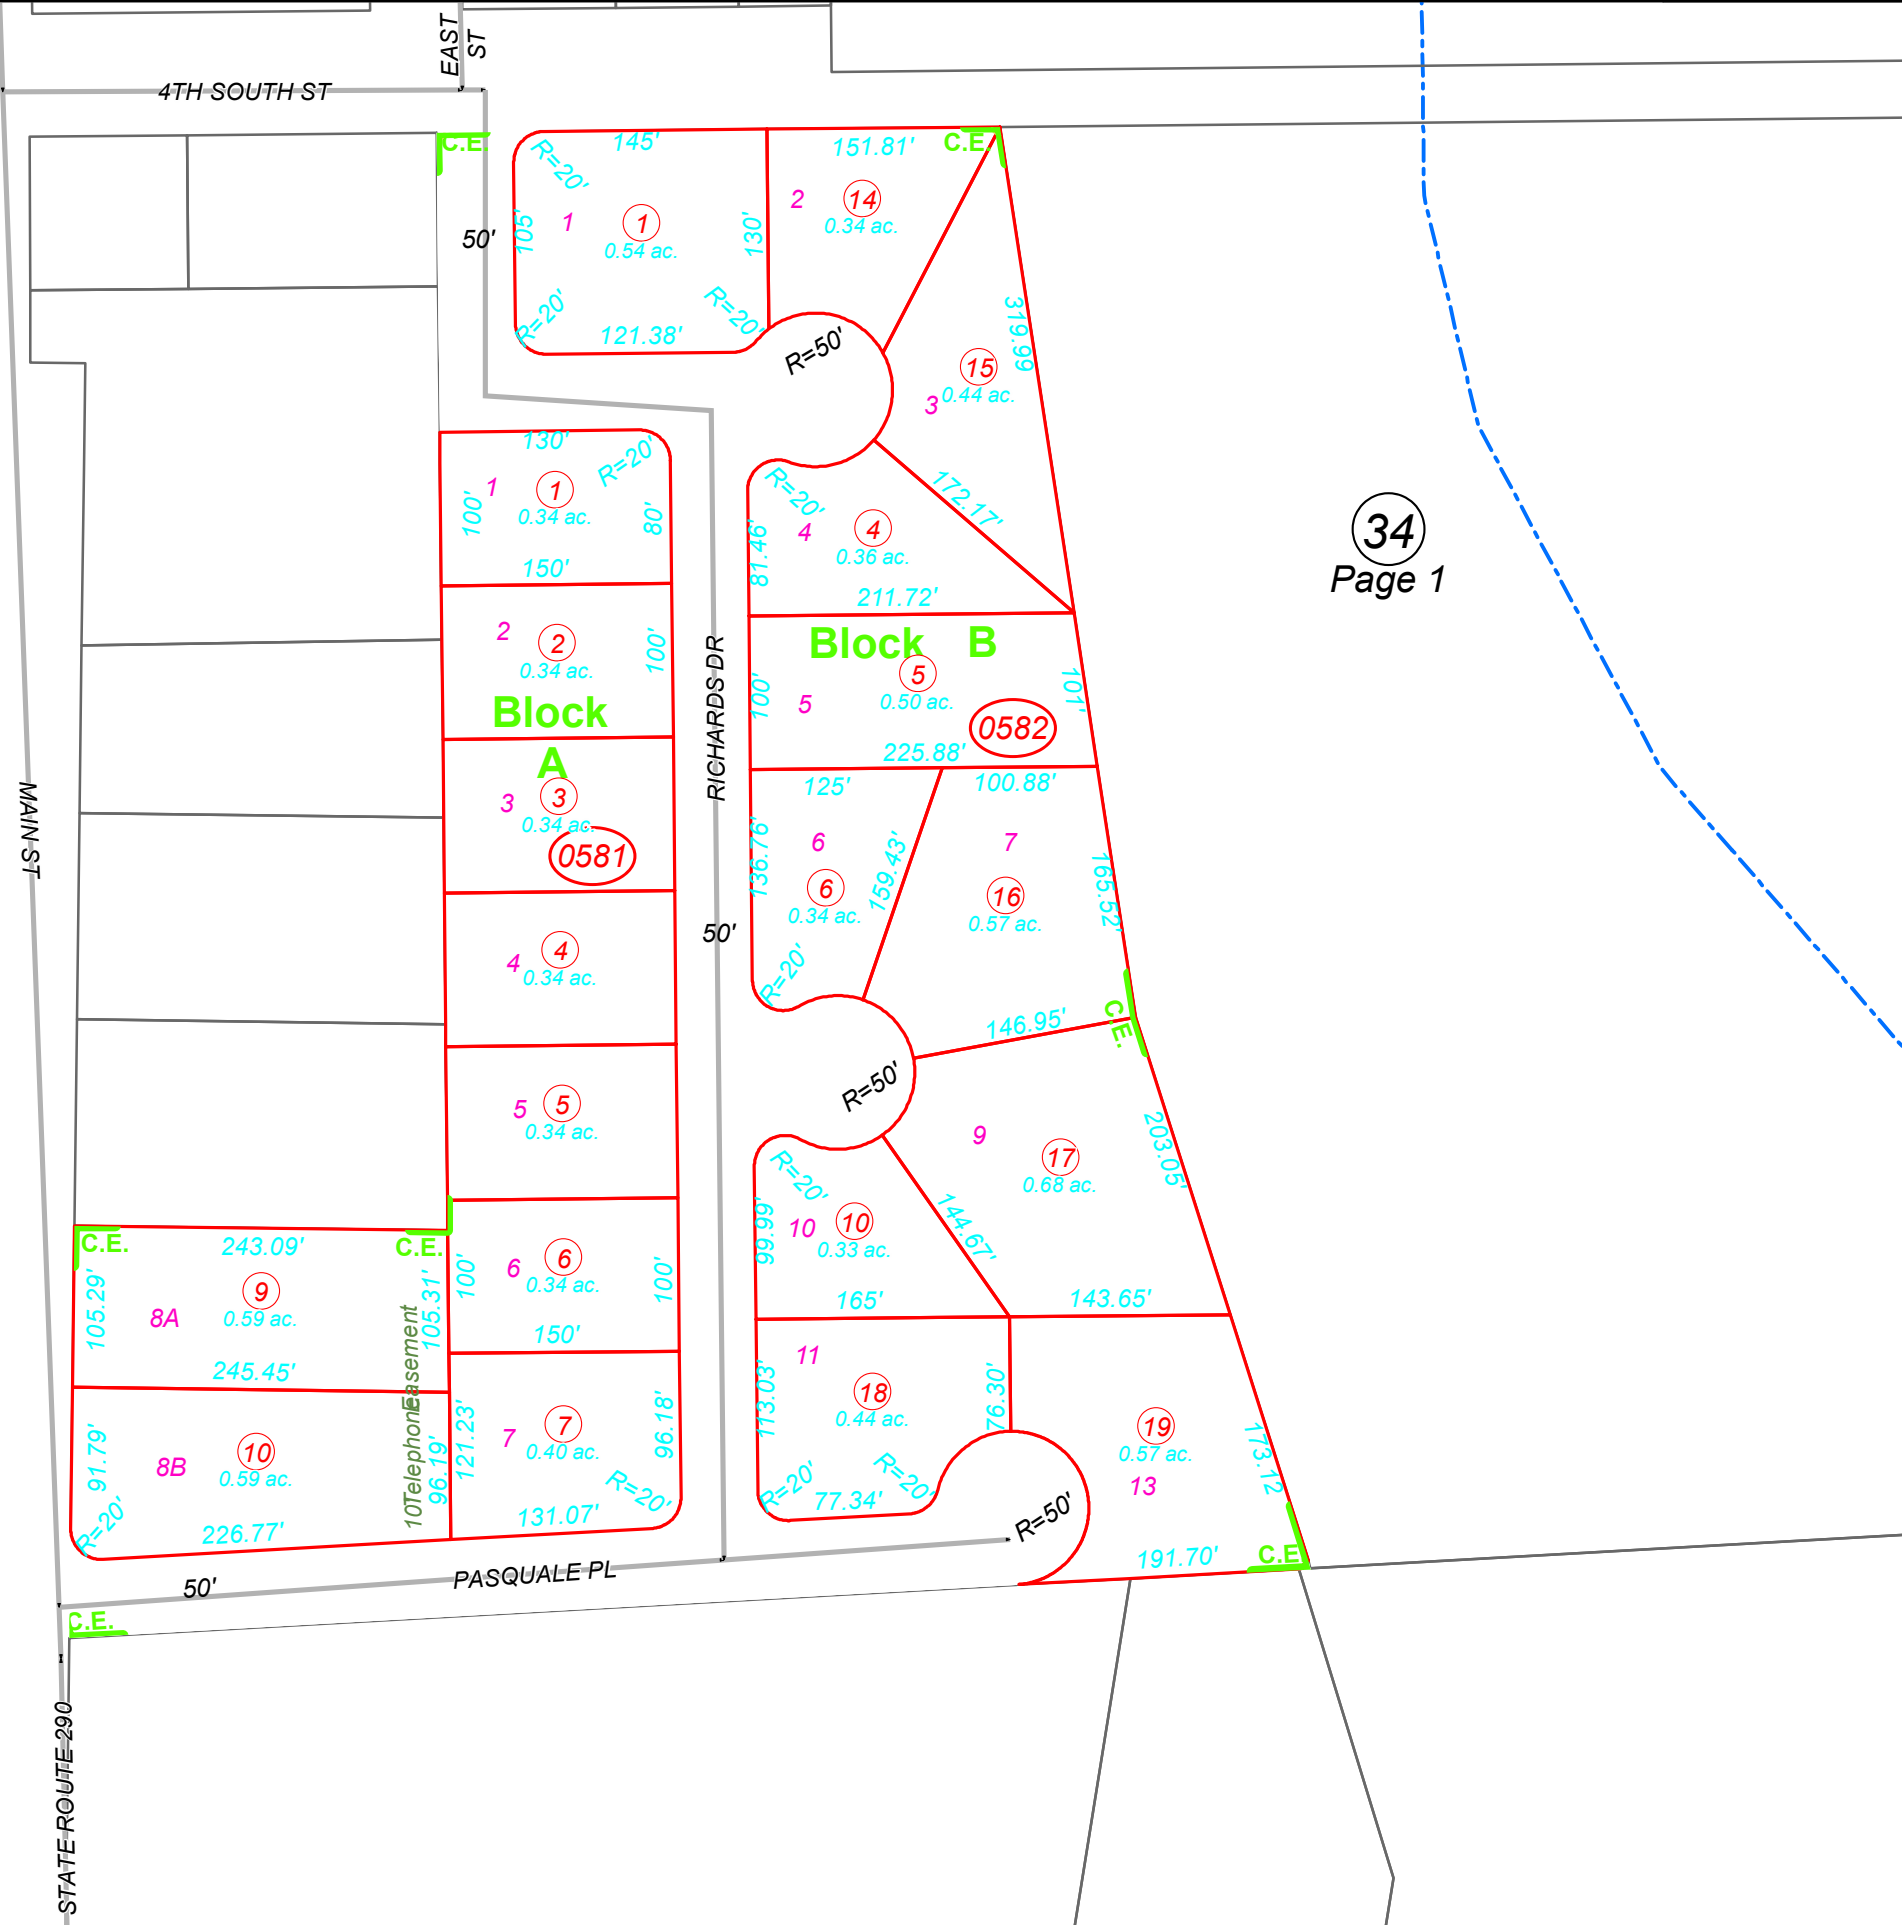 EAST
ST
4TH SOUTH ST
C.E.
145'
151.81'
C.E.
R=20'
1
1
0.54 ac.
105'
130'
2
14
0.34 ac.
50'
R=20'
121.38'
R=20'
R=50'
319.99
15
0.44 ac.
3
130'
R=20'
1
1
0.34 ac.
100'
80'
150'
R=20'
172.17'
4
4
0.36 ac.
81.46'
211.72'
34
Page 1
2
2
0.34 ac.
100'
Block
A
Block B
5
0.50 ac.
100'
5
101'
0582
225.88'
RICHARDS DR
MAIN ST
3
3
0.34 ac.
0581
125'
100.88'
136.76'
6
159.43'
6
0.34 ac.
R=20'
7
16
0.57 ac.
165.52'
4
4
0.34 ac.
50'
146.95'
C.E.
R=50'
5
5
0.34 ac.
9
17
0.68 ac.
203.05'
R=20'
99.99'
10
10
0.33 ac.
144.67'
165'
143.65'
C.E.
243.09'
C.E.
105.29'
8A
9
0.59 ac.
105.31'
245.45'
100'
6
6
0.34 ac.
100'
150'
10Telephone
Easement
91.79'
8B
10
0.59 ac.
96.19'
R=20'
226.77'
121.23'
7
7
0.40 ac.
96.18'
R=20'
131.07'
113.03'
11
18
0.44 ac.
76.30'
R=20'
77.34'
R=20'
R=50'
19
0.57 ac.
13
173.12
191.70'
C.E
50'
PASQUALE PL
C.E.
STATE ROUTE 290